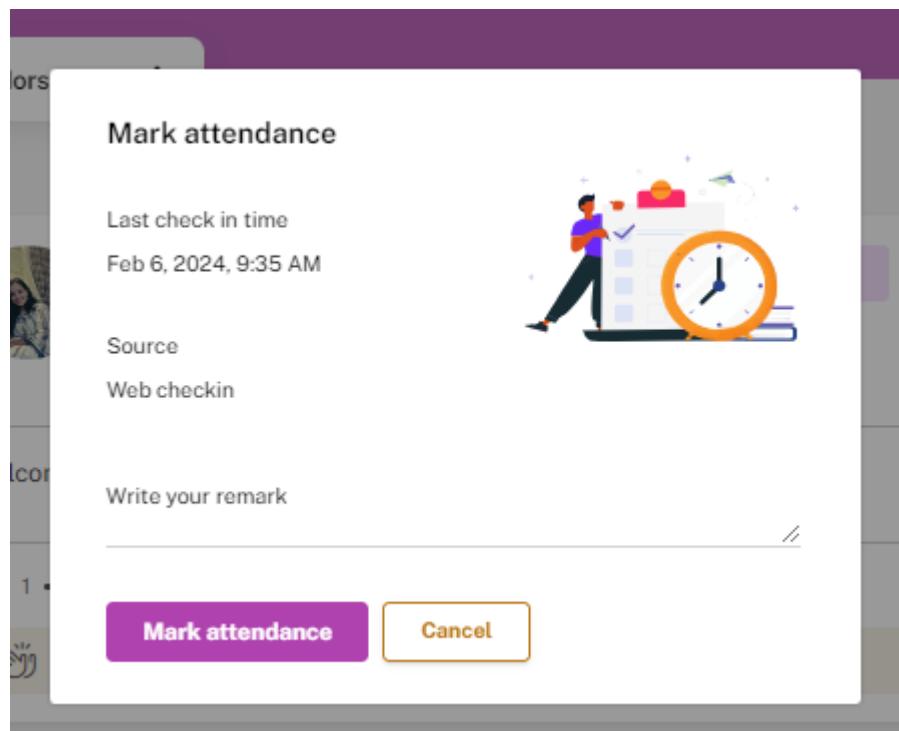 Mark attendance
Last check in time
Feb 6, 2024, 9:35 AM
Source
Web checkin
Write your remark
1
Mark attendance
Cancel